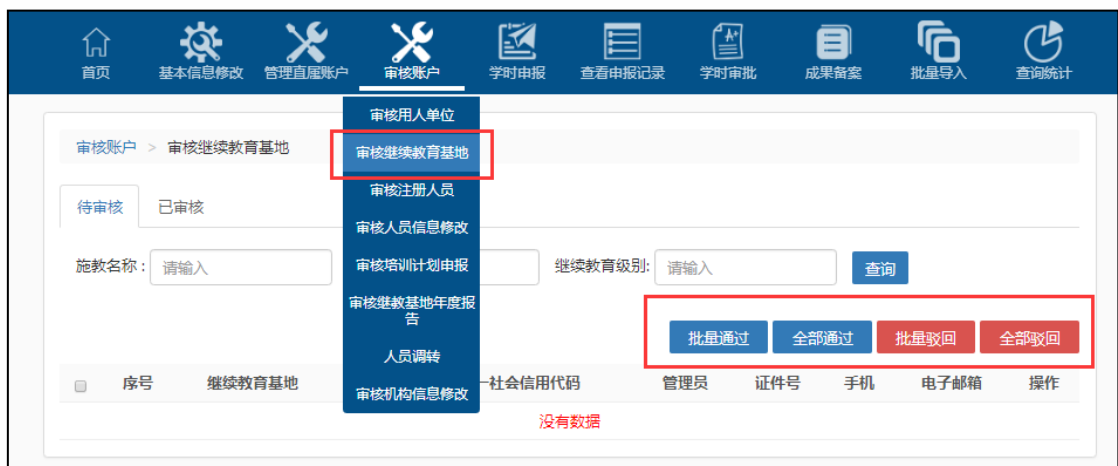 首页 基本信息修改 管理直属账户 审核账户 学时申报 查看申报记录 学时审批 成果备案 批量导入 查询统计
审核用人单位
审核账户 > 审核继续教育基地
审核继续教育基地
审核注册人员
待审核 已审核
审核人员信息修改
施教名称: 请输入
审核培训计划申报
继续教育级别: 请输入 查询
审核继教基地年度报
告
批量通过 全部通过 批量驳回 全部驳回
人员调转
序号 继续教育基地 一社会信用代码 管理员 证件号 手机 电子邮箱 操作
审核机构信息修改
没有数据